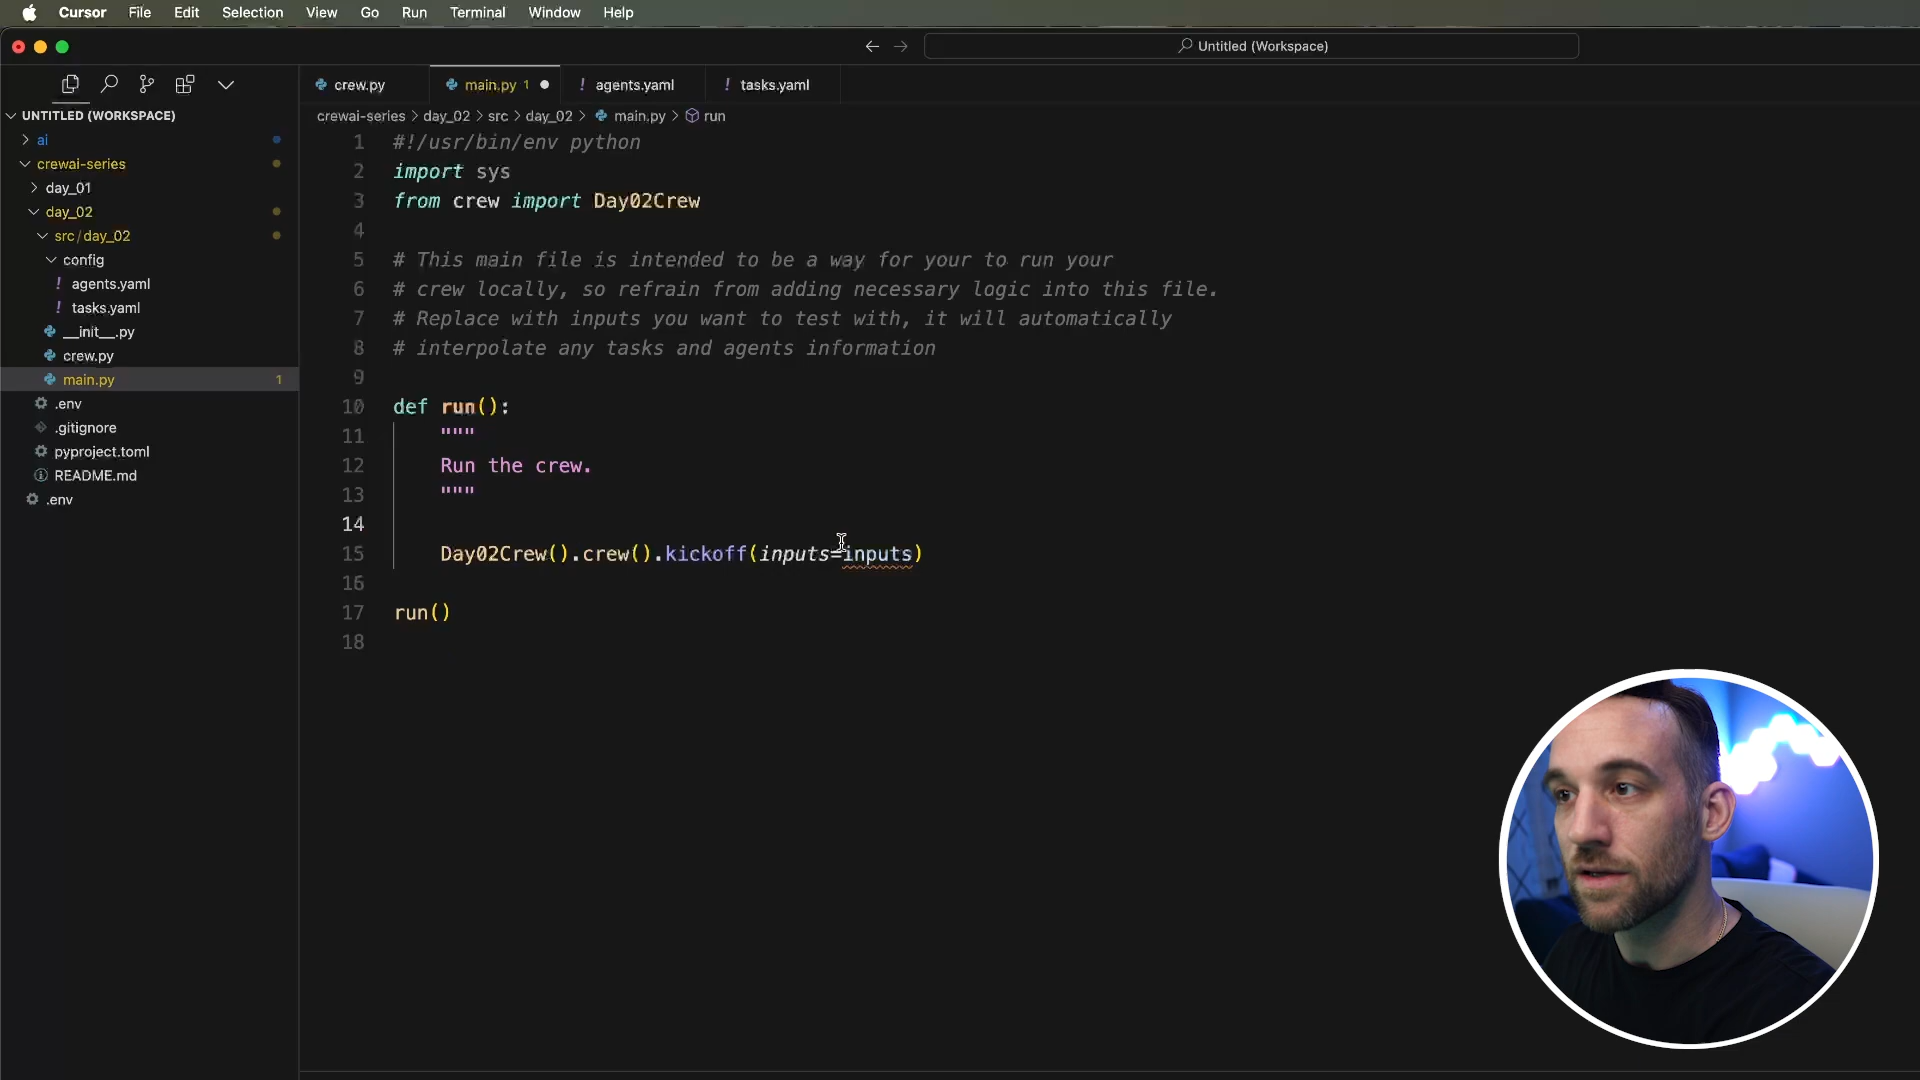 Cursor File Edit Selection View Go Run Terminal Window Help
Untitled (Workspace)
crew.py
main.py 1
! agents.yaml
! tasks.yaml
UNTITLED (WORKSPACE)
ai
crewai-series
day_01
day_02
src/day_02
config
! agents.yaml
! tasks.yaml
__init__.py
crew.py
main.py 1
.env
.gitignore
pyproject.toml
README.md
.env
crewai-series > day_02 > src > day_02 > main.py > run
1 #!/usr/bin/env python
2 import sys
3 from crew import Day02Crew
4
5 # This main file is intended to be a way for your to run your
6 # crew locally, so refrain from adding necessary logic into this file.
7 # Replace with inputs you want to test with, it will automatically
8 # interpolate any tasks and agents information
9
10 def run():
11 """
12 Run the crew.
13 """
14
15 Day02Crew().crew().kickoff(inputs=inputs)
16
17 run()
18